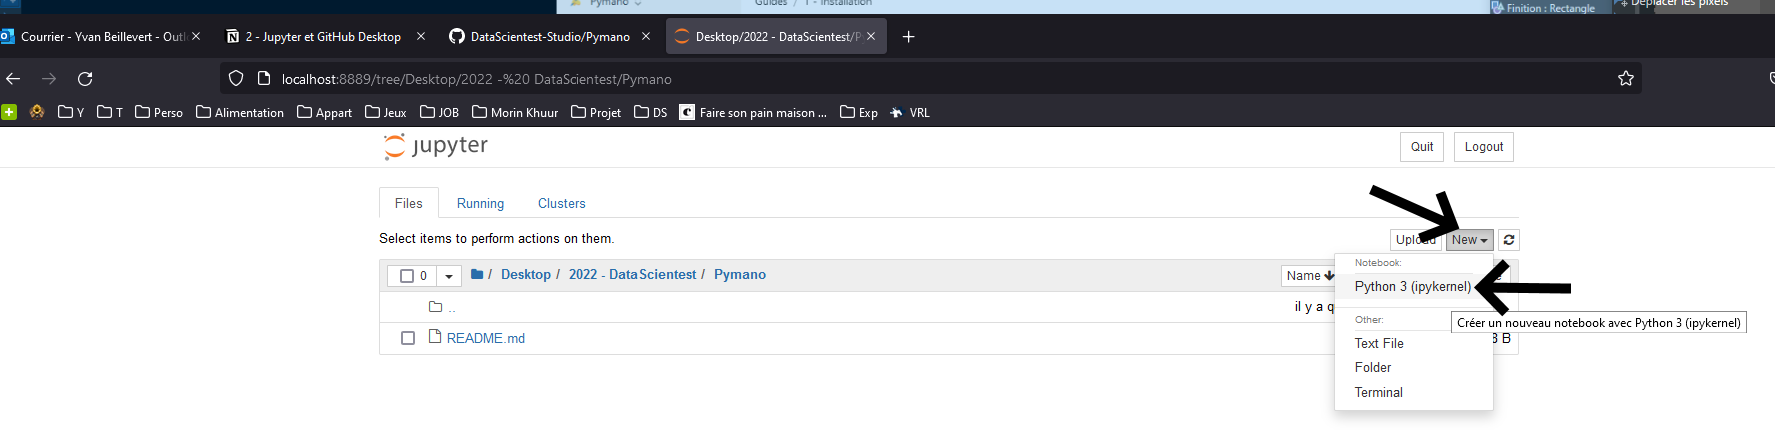 Pymano
Guides / 1 - Installation
Finition : Rectangle
Déplacer les pixels
Courrier - Yvan Beillevert - Outl
2 - Jupyter et GitHub Desktop
DataScientest-Studio/Pymano
Desktop/2022 - DataScientest/P
localhost:8889/tree/Desktop/2022 -%20 DataScientest/Pymano
Y T Perso Alimentation Appart Jeux JOB Morin Khuur Projet DS Faire son pain maison ... Exp VRL
jupyter
Quit Logout
Files Running Clusters
Select items to perform actions on them.
Upload New
0 / Desktop / 2022 - DataScientest / Pymano
Name
Notebook:
Python 3 (ipykernel)
..
il y a q
Other:
Créer un nouveau notebook avec Python 3 (ipykernel)
README.md
B
Text File
Folder
Terminal